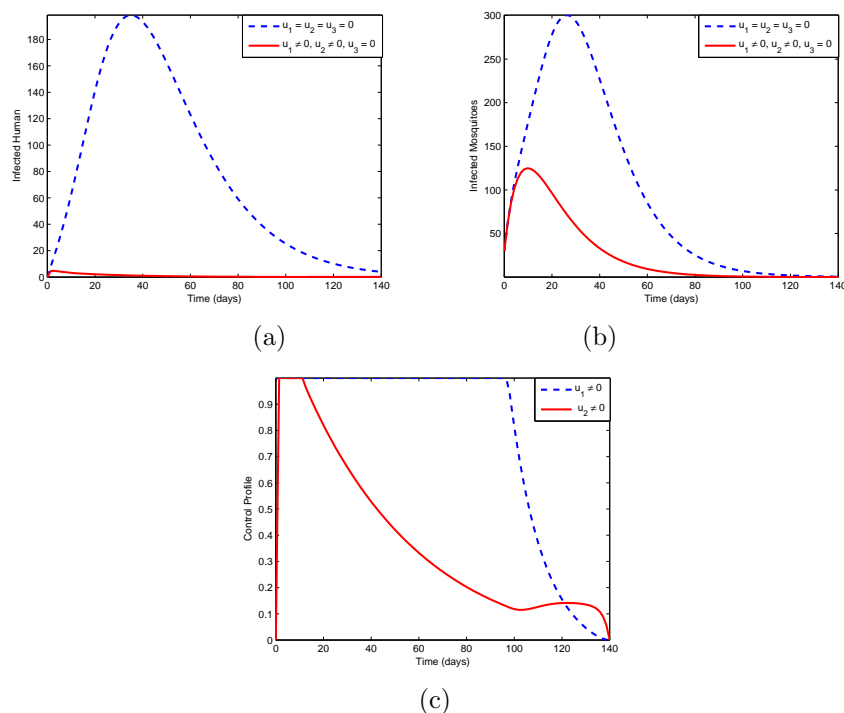 u₁ = u₂ = u₃ = 0
u₁ ≠ 0, u₂ ≠ 0, u₃ = 0
Infected Human
180
160
140
120
100
80
60
40
20
0
0 20 40 60 80 100 120 140
Time (days)
(a)
u₁ = u₂ = u₃ = 0
u₁ ≠ 0, u₂ ≠ 0, u₃ = 0
Infected Mosquitoes
300
250
200
150
100
50
0 20 40 60 80 100 120 140
Time (days)
(b)
u₁ ≠ 0
u₂ ≠ 0
Control Profile
0.9
0.8
0.7
0.6
0.5
0.4
0.3
0.2
0.1
0
0 20 40 60 80 100 120 140
Time (days)
(c)